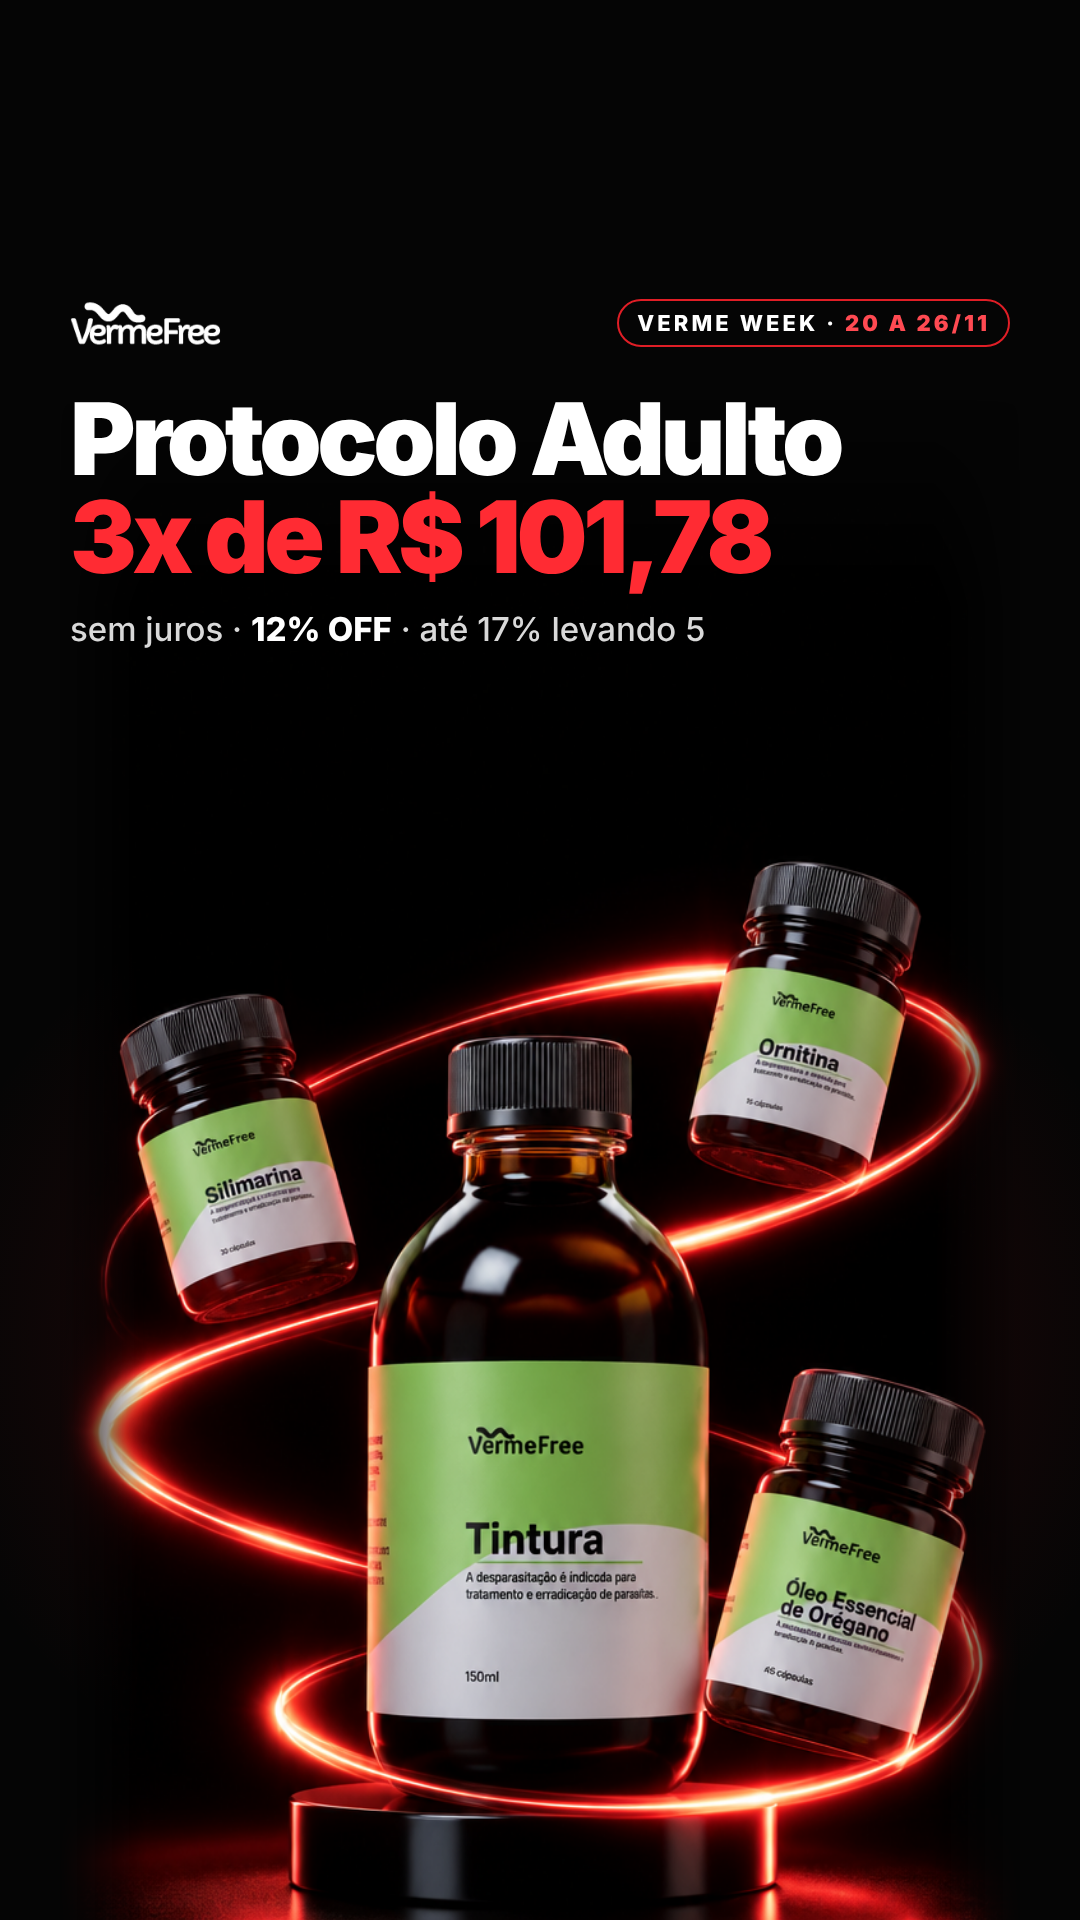 VermeFree
VERME WEEK · 20 A 26/11
Protocolo Adulto
3x de R$ 101,78
sem juros · 12% OFF · até 17% levando 5
VermeFree
Ornitina
VermeFree
Silimarina
30 cápsulas
VermeFree
Tintura
A desparasitação é indicada para
tratamento e erradicação de parasitas.
150ml
VermeFree
Óleo Essencial
de Orégano